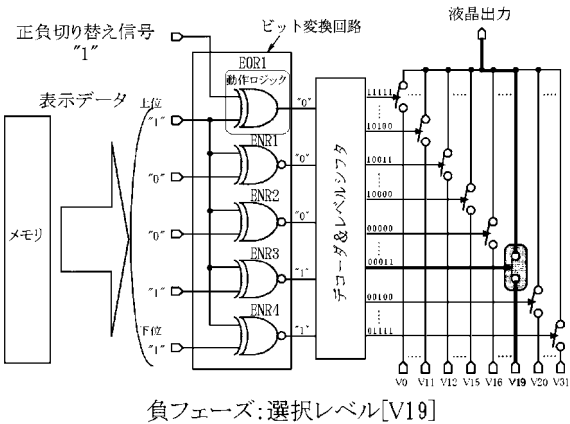 液晶出力
正負切り替え信号
"1"
ビット変換回路
EOR1
動作ロジック
表示データ
上位
"1"
"0"
11111
ENR1
"0"
"0"
10100
10011
ENR2
"0"
"0"
10000
メモリ
デコーダ&レベルシフタ
00000
ENR3
"1"
"1"
00011
00100
下位
"1"
ENR4
"1"
01111
V0 V11 V12 V15 V16 V19 V20 V31
負フェーズ:選択レベル[V19]